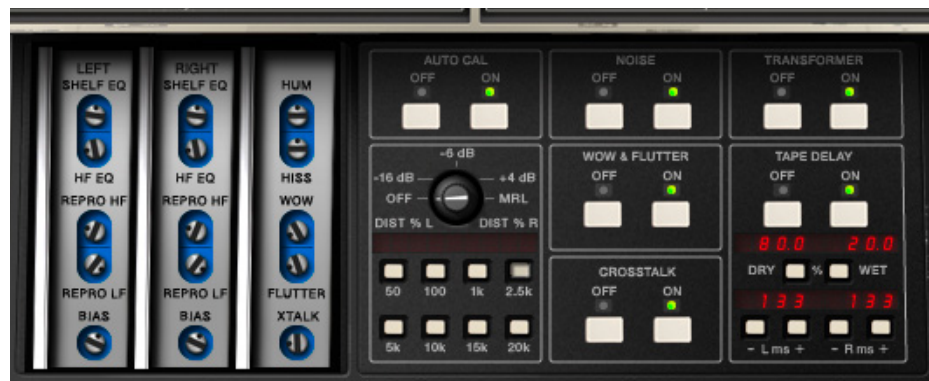 LEFT
SHELF EQ
HF EQ
REPRO HF
REPRO LF
BIAS
RIGHT
SHELF EQ
HF EQ
REPRO HF
REPRO LF
BIAS
HUM
HISS
WOW
FLUTTER
XTALK
AUTO CAL
OFF ON
-6 dB
-16 dB +4 dB
OFF MRL
DIST % L DIST % R
50 100 1k 2.5k
5k 10k 15k 20k
NOISE
OFF ON
WOW & FLUTTER
OFF ON
CROSSTALK
OFF ON
TRANSFORMER
OFF ON
TAPE DELAY
OFF ON
80.0 20.0
DRY % WET
133 133
- L ms + - R ms +